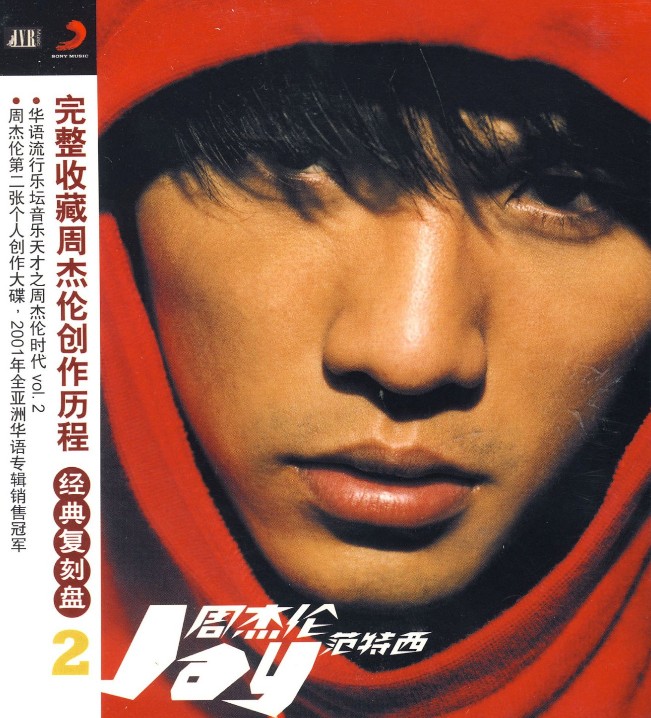 JVR
MUSIC
SONY MUSIC
完整收藏周杰伦创作历程
经典复刻盘
2
• 华语流行乐坛音乐天才之周杰伦时代 vol. 2
• 周杰伦第二张个人创作大碟，2001年全亚洲华语专辑销售冠军
周杰伦
范特西
Jay